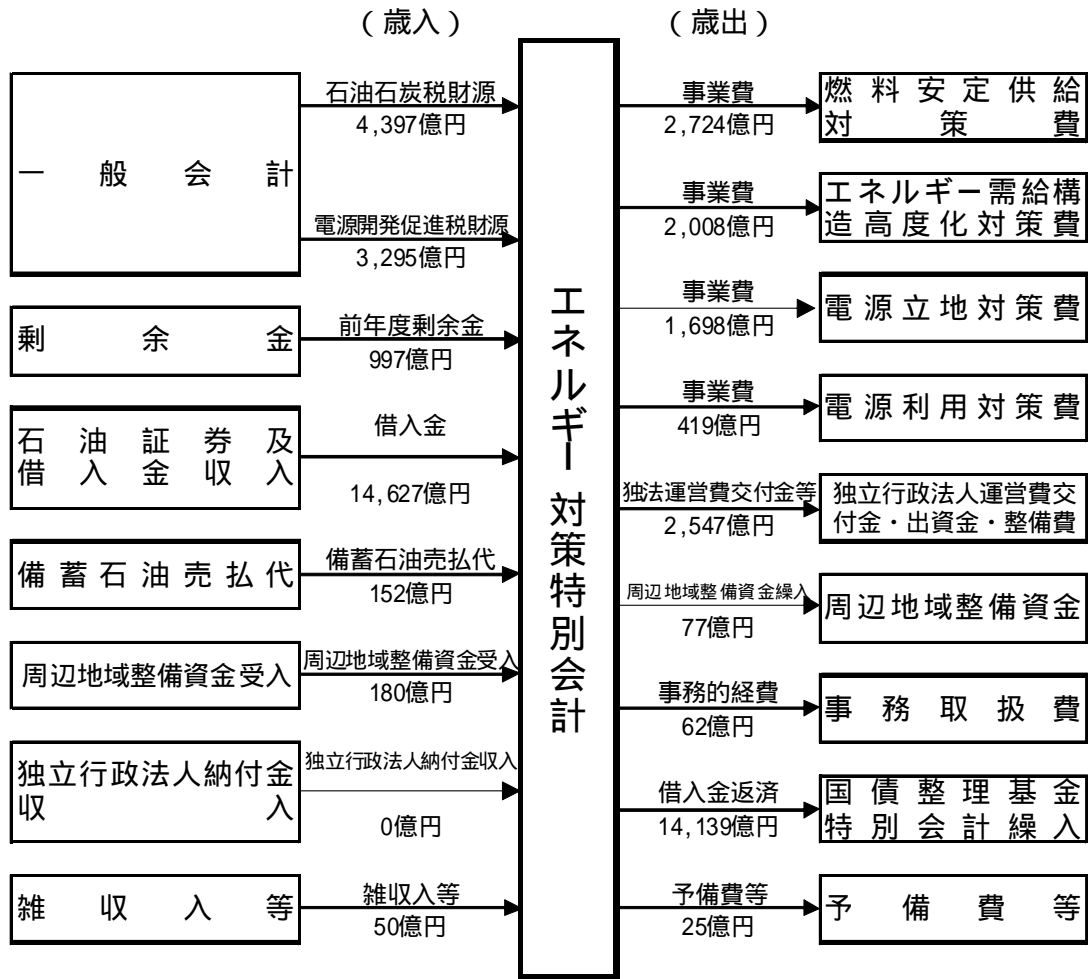 （歳入）
（歳出）
一般会計
石油石炭税財源
4,397億円
電源開発促進税財源
3,295億円
剰余金
前年度剰余金
997億円
石油証券及
借入金収入
借入金
14,627億円
備蓄石油売払代
備蓄石油売払代
152億円
周辺地域整備資金受入
周辺地域整備資金受入
180億円
独立行政法人納付金
収入
独立行政法人納付金収入
0億円
雑収入等
雑収入等
50億円
エネルギー対策特別会計
事業費
2,724億円
燃料安定供給
対策費
事業費
2,008億円
エネルギー需給構
造高度化対策費
事業費
1,698億円
電源立地対策費
事業費
419億円
電源利用対策費
独法運営費交付金等
2,547億円
独立行政法人運営費交
付金・出資金・整備費
周辺地域整備資金繰入
77億円
周辺地域整備資金
事務的経費
62億円
事務取扱費
借入金返済
14,139億円
国債整理基金
特別会計繰入
予備費等
25億円
予備費等